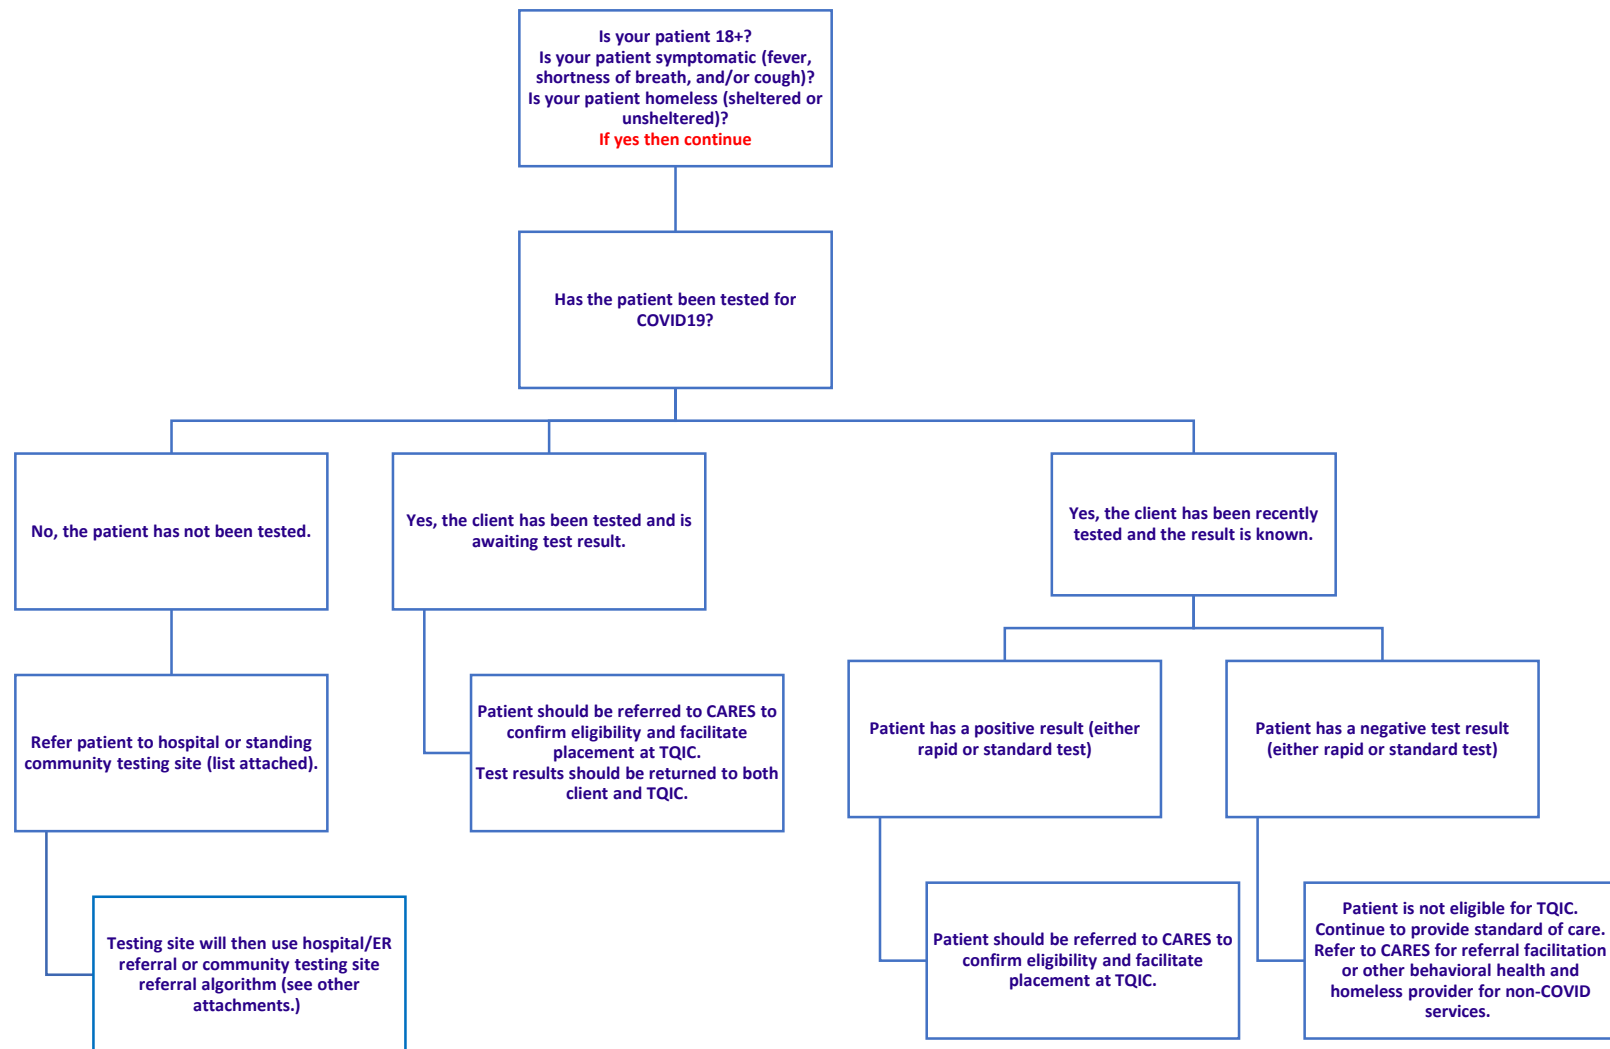 Is your patient 18+?
Is your patient symptomatic (fever,
shortness of breath, and/or cough)?
Is your patient homeless (sheltered or
unsheltered)?
If yes then continue
Has the patient been tested for
COVID19?
No, the patient has not been tested.
Yes, the client has been tested and is
awaiting test result.
Yes, the client has been recently
tested and the result is known.
Refer patient to hospital or standing
community testing site (list attached).
Patient should be referred to CARES to
confirm eligibility and facilitate
placement at TQIC.
Test results should be returned to both
client and TQIC.
Patient has a positive result (either
rapid or standard test)
Patient has a negative test result
(either rapid or standard test)
Testing site will then use hospital/ER
referral or community testing site
referral algorithm (see other
attachments.)
Patient should be referred to CARES to
confirm eligibility and facilitate
placement at TQIC.
Patient is not eligible for TQIC.
Continue to provide standard of care.
Refer to CARES for referral facilitation
or other behavioral health and
homeless provider for non-COVID
services.